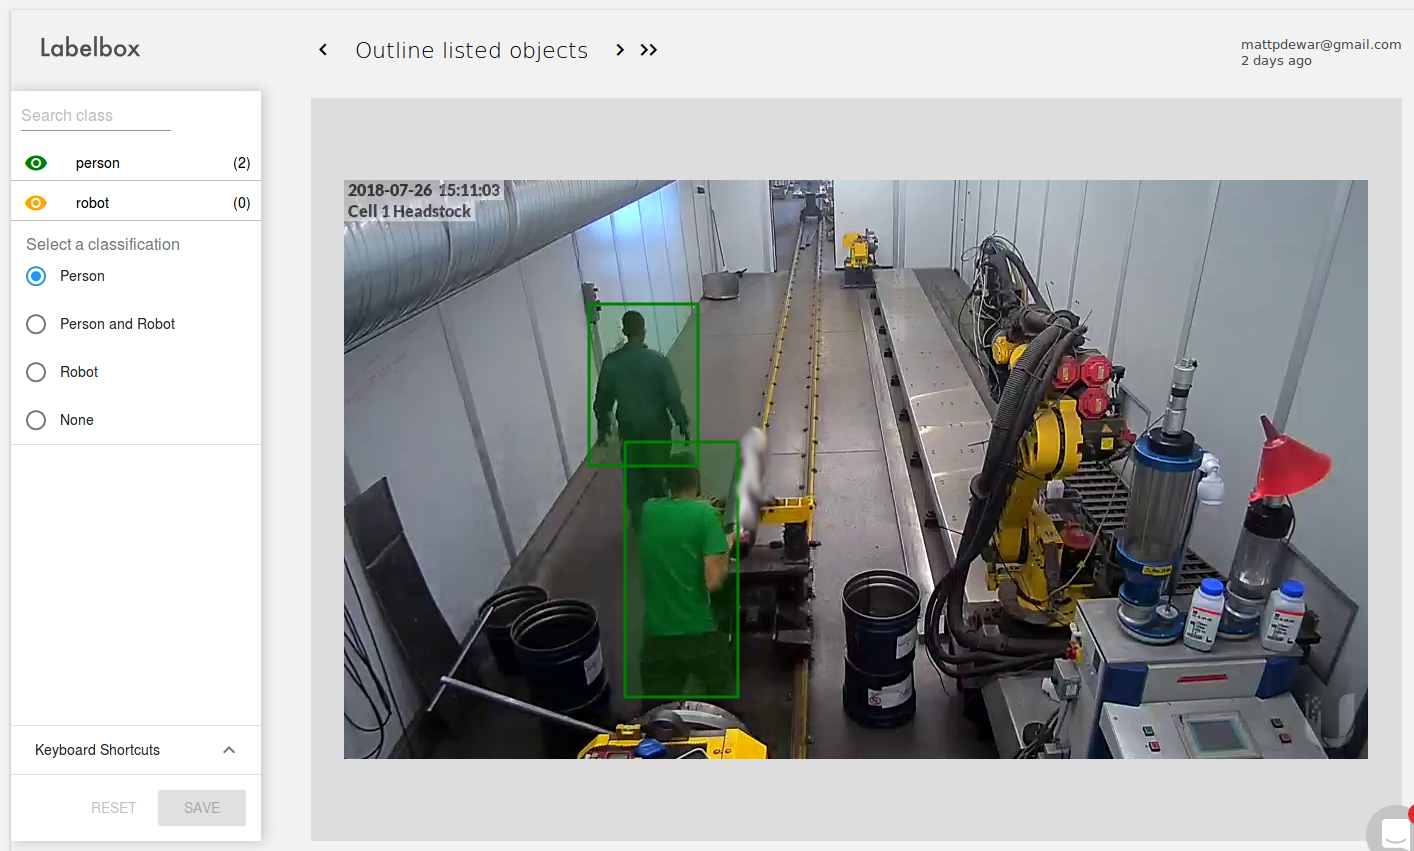 Labelbox
Outline listed objects
mattpdewar@gmail.com
2 days ago
Search class
person (2)
robot (0)
Select a classification
Person
Person and Robot
Robot
None
Keyboard Shortcuts
RESET SAVE
2018-07-26 15:11:03
Cell 1 Headstock